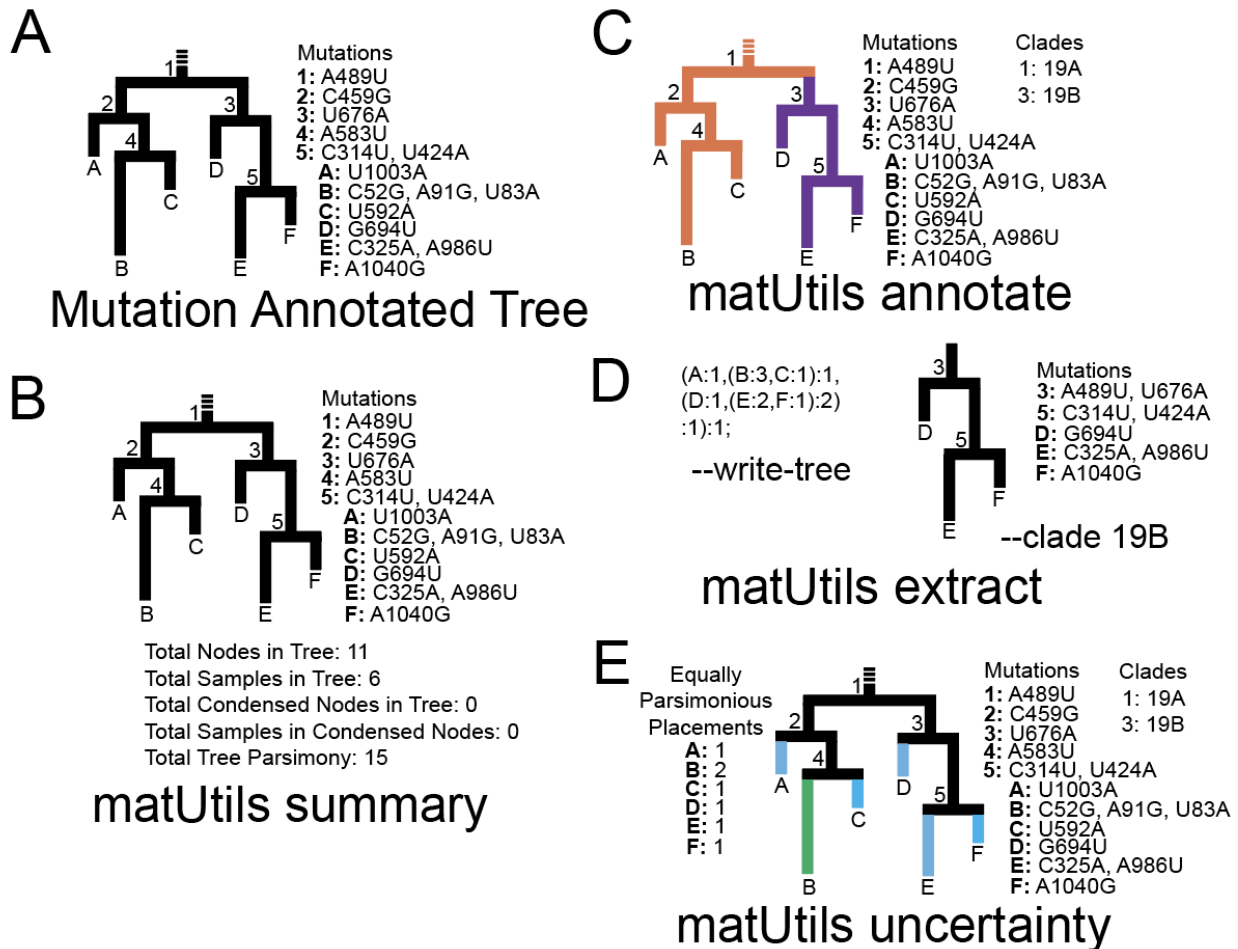 A
Mutations
1: A489U
2: C459G
3: U676A
4: A583U
5: C314U, U424A
A: U1003A
B: C52G, A91G, U83A
C: U592A
D: G694U
E: C325A, A986U
F: A1040G
1
2
3
4
5
A
B
C
D
E
F
Mutation Annotated Tree
B
Mutations
1: A489U
2: C459G
3: U676A
4: A583U
5: C314U, U424A
A: U1003A
B: C52G, A91G, U83A
C: U592A
D: G694U
E: C325A, A986U
F: A1040G
1
2
3
4
5
A
B
C
D
E
F
Total Nodes in Tree: 11
Total Samples in Tree: 6
Total Condensed Nodes in Tree: 0
Total Samples in Condensed Nodes: 0
Total Tree Parsimony: 15
matUtils summary
C
Mutations
1: A489U
2: C459G
3: U676A
4: A583U
5: C314U, U424A
A: U1003A
B: C52G, A91G, U83A
C: U592A
D: G694U
E: C325A, A986U
F: A1040G
Clades
1: 19A
3: 19B
1
2
3
4
5
A
B
C
D
E
F
matUtils annotate
D
(A:1,(B:3,C:1):1,
(D:1,(E:2,F:1):2)
:1):1;
--write-tree
3
5
D
E
F
Mutations
3: A489U, U676A
5: C314U, U424A
D: G694U
E: C325A, A986U
F: A1040G
--clade 19B
matUtils extract
E
Equally
Parsimonious
Placements
A: 1
B: 2
C: 1
D: 1
E: 1
F: 1
1
2
3
4
5
A
B
C
D
E
F
Mutations
1: A489U
2: C459G
3: U676A
4: A583U
5: C314U, U424A
A: U1003A
B: C52G, A91G, U83A
C: U592A
D: G694U
E: C325A, A986U
F: A1040G
Clades
1: 19A
3: 19B
matUtils uncertainty